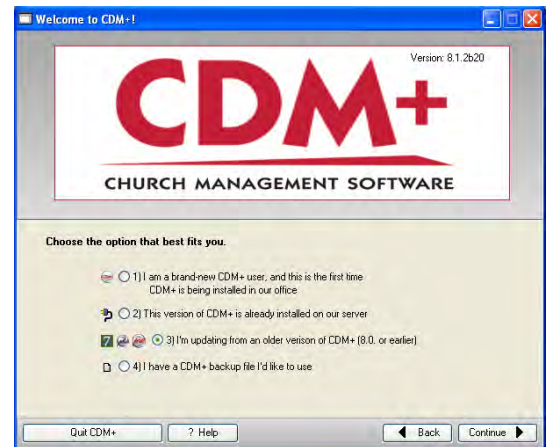 Welcome to CDM+!
Version: 8.1.2b20
CDM+
CHURCH MANAGEMENT SOFTWARE
Choose the option that best fits you.
1) I am a brand-new CDM+ user, and this is the first time
CDM+ is being installed in our office
2) This version of CDM+ is already installed on our server
7 3) I'm updating from an older verison of CDM+ (8.0. or earlier)
4) I have a CDM+ backup file I'd like to use
Quit CDM+ ? Help Back Continue